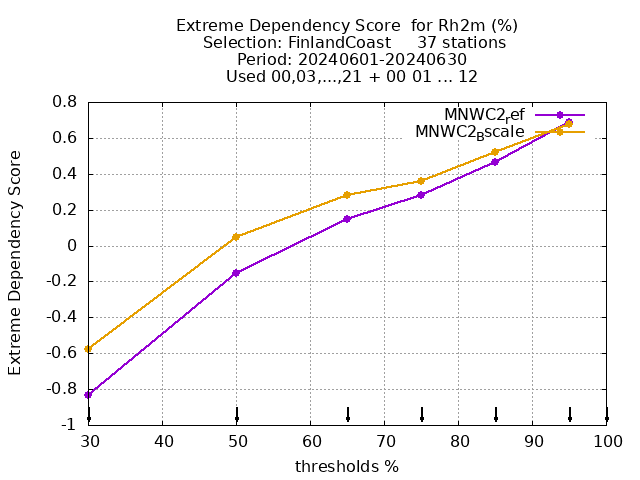 Extreme Dependency Score  for Rh2m (%)
Selection: FinlandCoast     37 stations
Period: 20240601-20240630
Used 00,03,...,21 + 00 01 ... 12
MNWC2ref
MNWC2Bscale
Extreme Dependency Score
0.8
0.6
0.4
0.2
0
-0.2
-0.4
-0.6
-0.8
-1
30 40 50 60 70 80 90 100
thresholds %